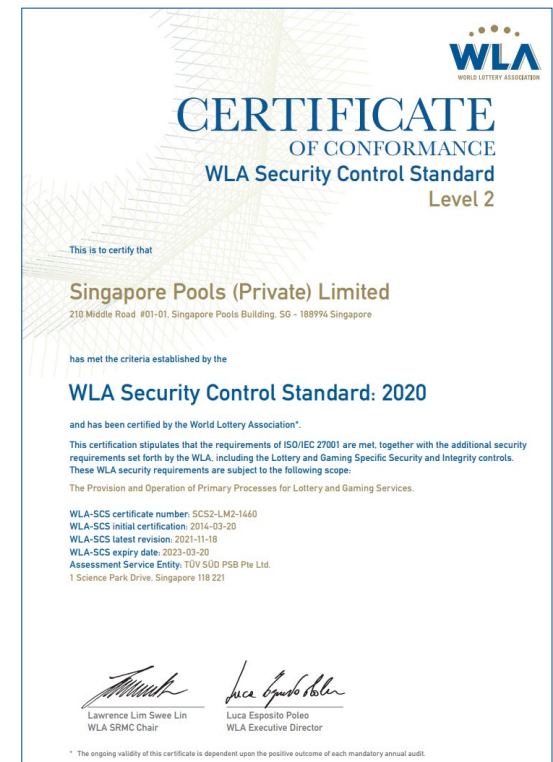 WLA
WORLD LOTTERY ASSOCIATION
CERTIFICATE
OF CONFORMANCE
WLA Security Control Standard
Level 2
This is to certify that
Singapore Pools (Private) Limited
210 Middle Road #01-01, Singapore Pools Building, SG - 188994 Singapore
has met the criteria established by the
WLA Security Control Standard: 2020
and has been certified by the World Lottery Association*.
This certification stipulates that the requirements of ISO/IEC 27001 are met, together with the additional security
requirements set forth by the WLA, including the Lottery and Gaming Specific Security and Integrity controls.
These WLA security requirements are subject to the following scope:
The Provision and Operation of Primary Processes for Lottery and Gaming Services.
WLA-SCS certificate number: SCS2-LM2-1460
WLA-SCS initial certification: 2014-03-20
WLA-SCS latest revision: 2021-11-18
WLA-SCS expiry date: 2023-03-20
Assessment Service Entity: TÜV SÜD PSB Pte Ltd.
1 Science Park Drive, Singapore 118 221
Lawrence Lim Swee Lin
WLA SRMC Chair
Luca Esposito Poleo
WLA Executive Director
* The ongoing validity of this certificate is dependent upon the positive outcome of each mandatory annual audit.